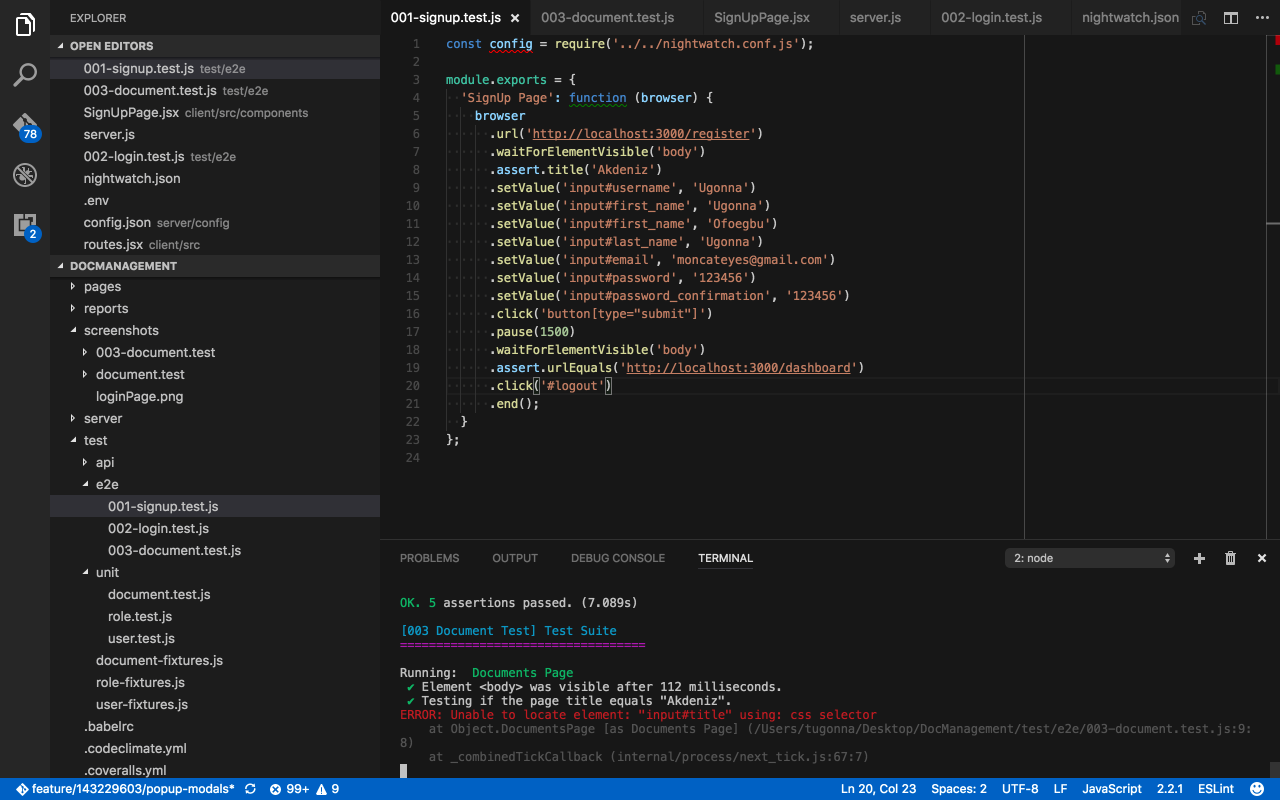 EXPLORER
OPEN EDITORS
001-signup.test.js test/e2e
003-document.test.js test/e2e
SignUpPage.jsx client/src/components
server.js
002-login.test.js test/e2e
nightwatch.json
.env
config.json server/config
routes.jsx client/src
DOCMANAGEMENT
pages
reports
screenshots
003-document.test
document.test
loginPage.png
server
test
api
e2e
001-signup.test.js
002-login.test.js
003-document.test.js
unit
document.test.js
role.test.js
user.test.js
document-fixtures.js
role-fixtures.js
user-fixtures.js
.babelrc
.codeclimate.yml
.coveralls.yml
78
2
001-signup.test.js × 003-document.test.js SignUpPage.jsx server.js 002-login.test.js nightwatch.json
1 const config = require('../../nightwatch.conf.js');
2
3 module.exports = {
4 'SignUp Page': function (browser) {
5 browser
6 .url('http://localhost:3000/register')
7 .waitForElementVisible('body')
8 .assert.title('Akdeniz')
9 .setValue('input#username', 'Ugonna')
10 .setValue('input#first_name', 'Ugonna')
11 .setValue('input#first_name', 'Ofoegbu')
12 .setValue('input#last_name', 'Ugonna')
13 .setValue('input#email', 'moncateyes@gmail.com')
14 .setValue('input#password', '123456')
15 .setValue('input#password_confirmation', '123456')
16 .click('button[type="submit"]')
17 .pause(1500)
18 .waitForElementVisible('body')
19 .assert.urlEquals('http://localhost:3000/dashboard')
20 .click('#logout')
21 .end();
22 }
23 };
24
PROBLEMS OUTPUT DEBUG CONSOLE TERMINAL 2: node
OK. 5 assertions passed. (7.089s)
[003 Document Test] Test Suite
==================================
Running: Documents Page
✔ Element <body> was visible after 112 milliseconds.
✔ Testing if the page title equals "Akdeniz".
ERROR: Unable to locate element: "input#title" using: css selector
at Object.DocumentsPage [as Documents Page] (/Users/tugonna/Desktop/DocManagement/test/e2e/003-document.test.js:9:
8)
at _combinedTickCallback (internal/process/next_tick.js:67:7)
feature/143229603/popup-modals* 99+ 9 Ln 20, Col 23 Spaces: 2 UTF-8 LF JavaScript 2.2.1 ESLint